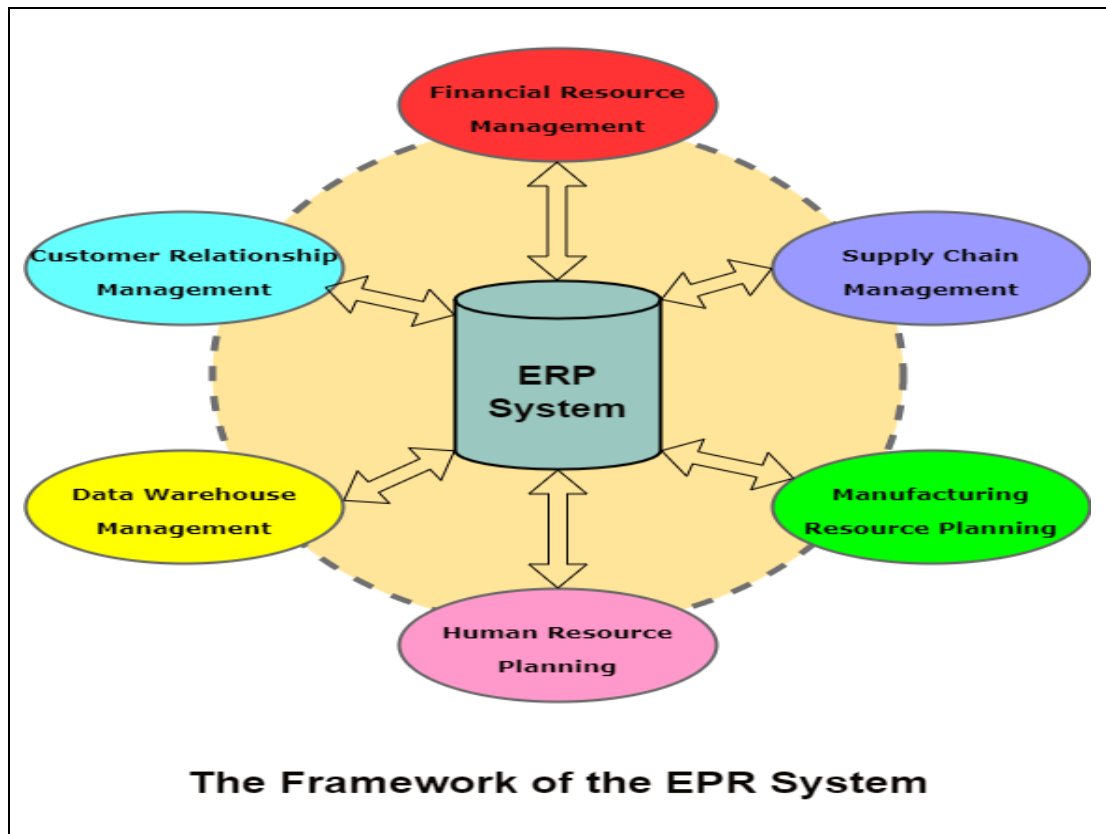 Financial Resource
Management
Customer Relationship
Management
Supply Chain
Management
ERP
System
Data Warehouse
Management
Manufacturing
Resource Planning
Human Resource
Planning
The Framework of the EPR System